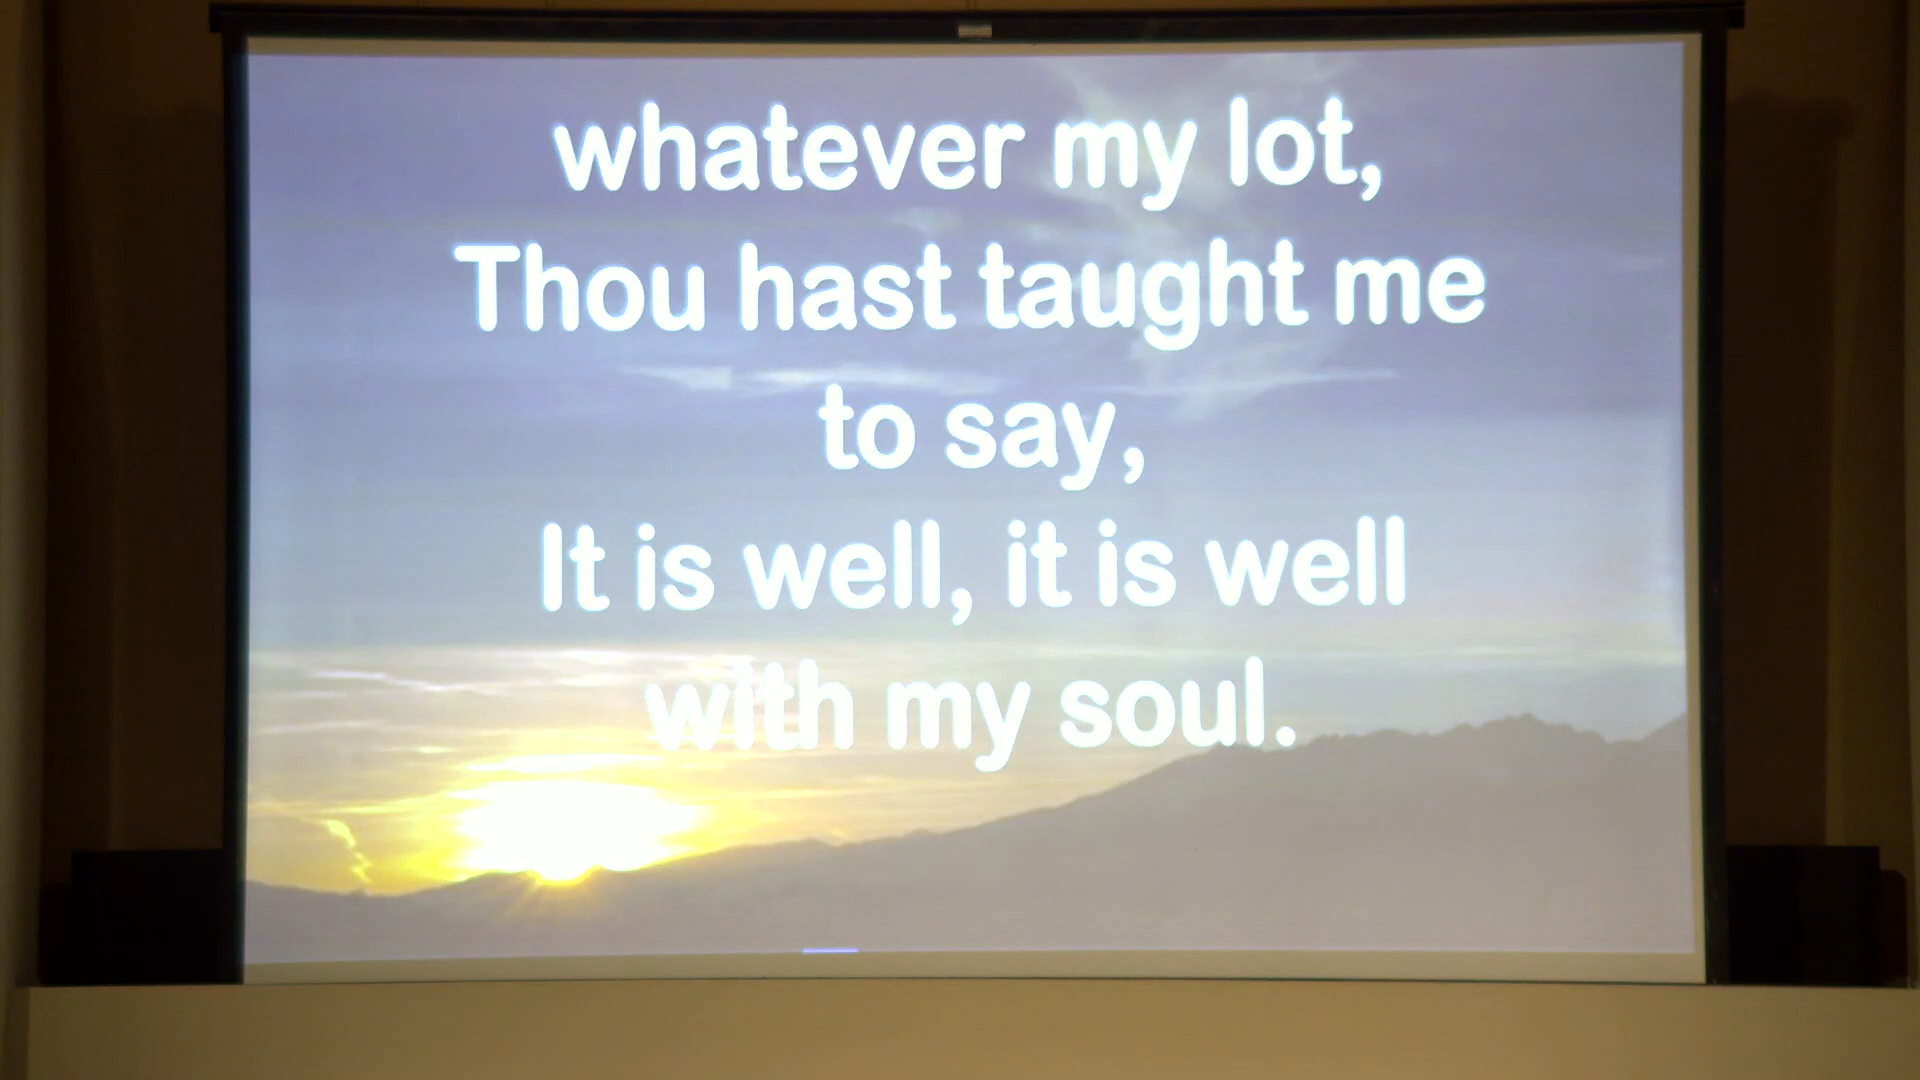 whatever my lot,
Thou hast taught me
to say,
It is well, it is well
with my soul.